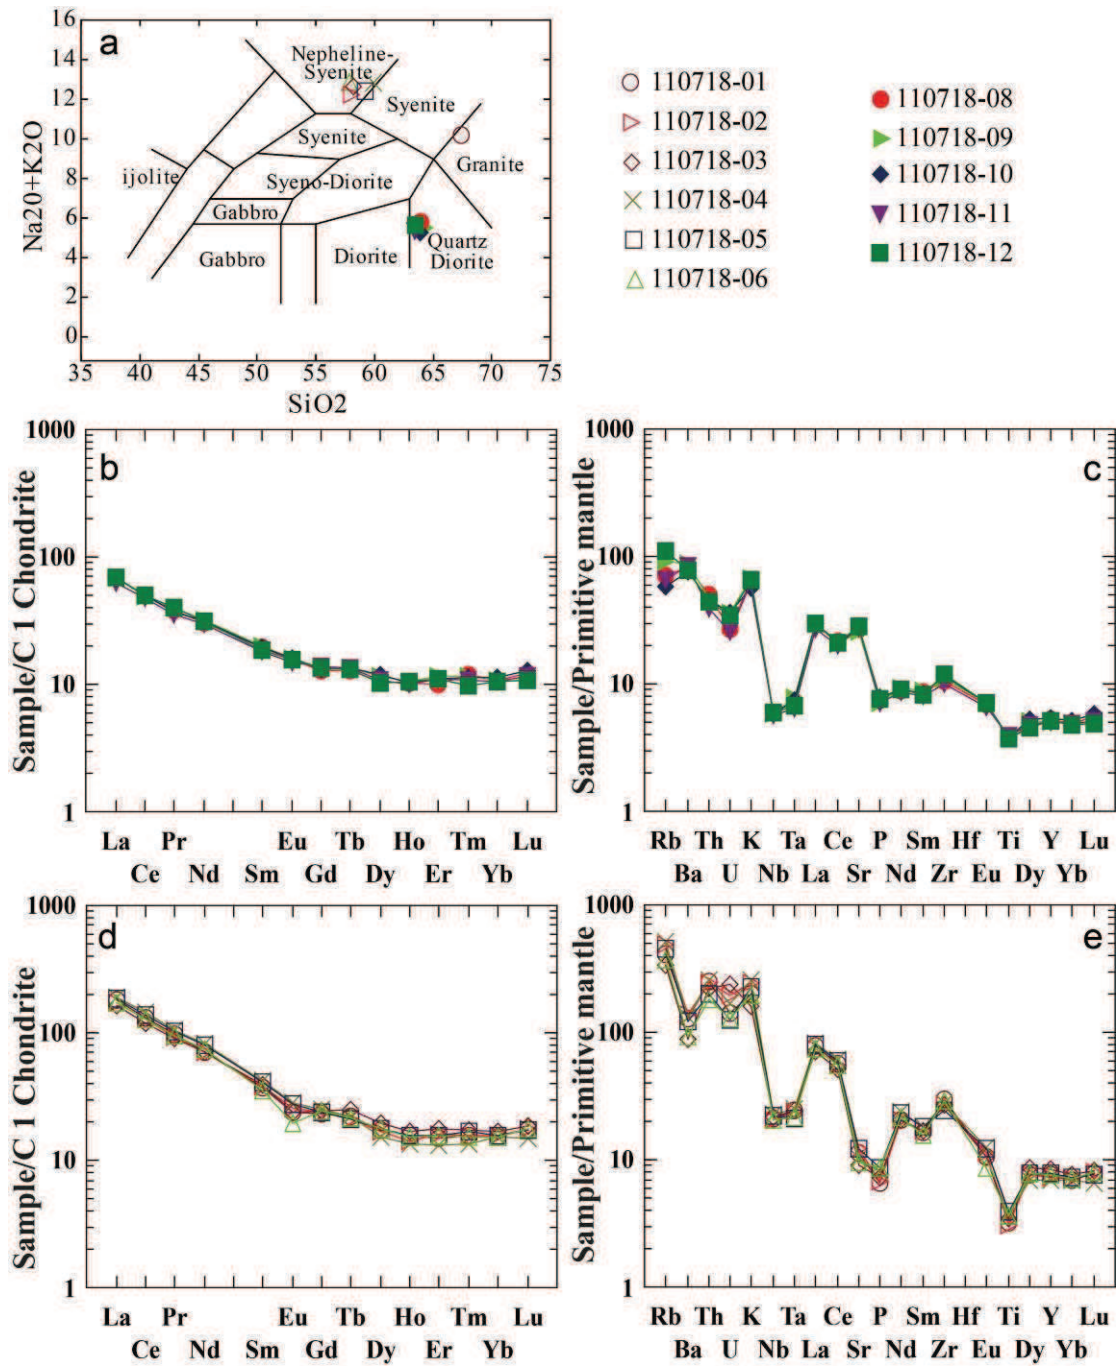 a
16
14
12
10
8
6
4
2
0
Na20+K2O
Nepheline-
Syenite
Syenite
Syenite
ijolite
Syeno-Diorite
Granite
Gabbro
Gabbro
Diorite
Quartz
Diorite
35 40 45 50 55 60 65 70 75
SiO2
110718-01
110718-02
110718-03
110718-04
110718-05
110718-06
110718-08
110718-09
110718-10
110718-11
110718-12
b
1000
100
10
1
Sample/C 1 Chondrite
La Pr Eu Tb Ho Tm Lu
Ce Nd Sm Gd Dy Er Yb
c
1000
100
10
1
Sample/Primitive mantle
Rb Th K Ta Ce P Sm Hf Ti Y Lu
Ba U Nb La Sr Nd Zr Eu Dy Yb
d
1000
100
10
1
Sample/C 1 Chondrite
La Pr Eu Tb Ho Tm Lu
Ce Nd Sm Gd Dy Er Yb
e
1000
100
10
1
Sample/Primitive mantle
Rb Th K Ta Ce P Sm Hf Ti Y Lu
Ba U Nb La Sr Nd Zr Eu Dy Yb